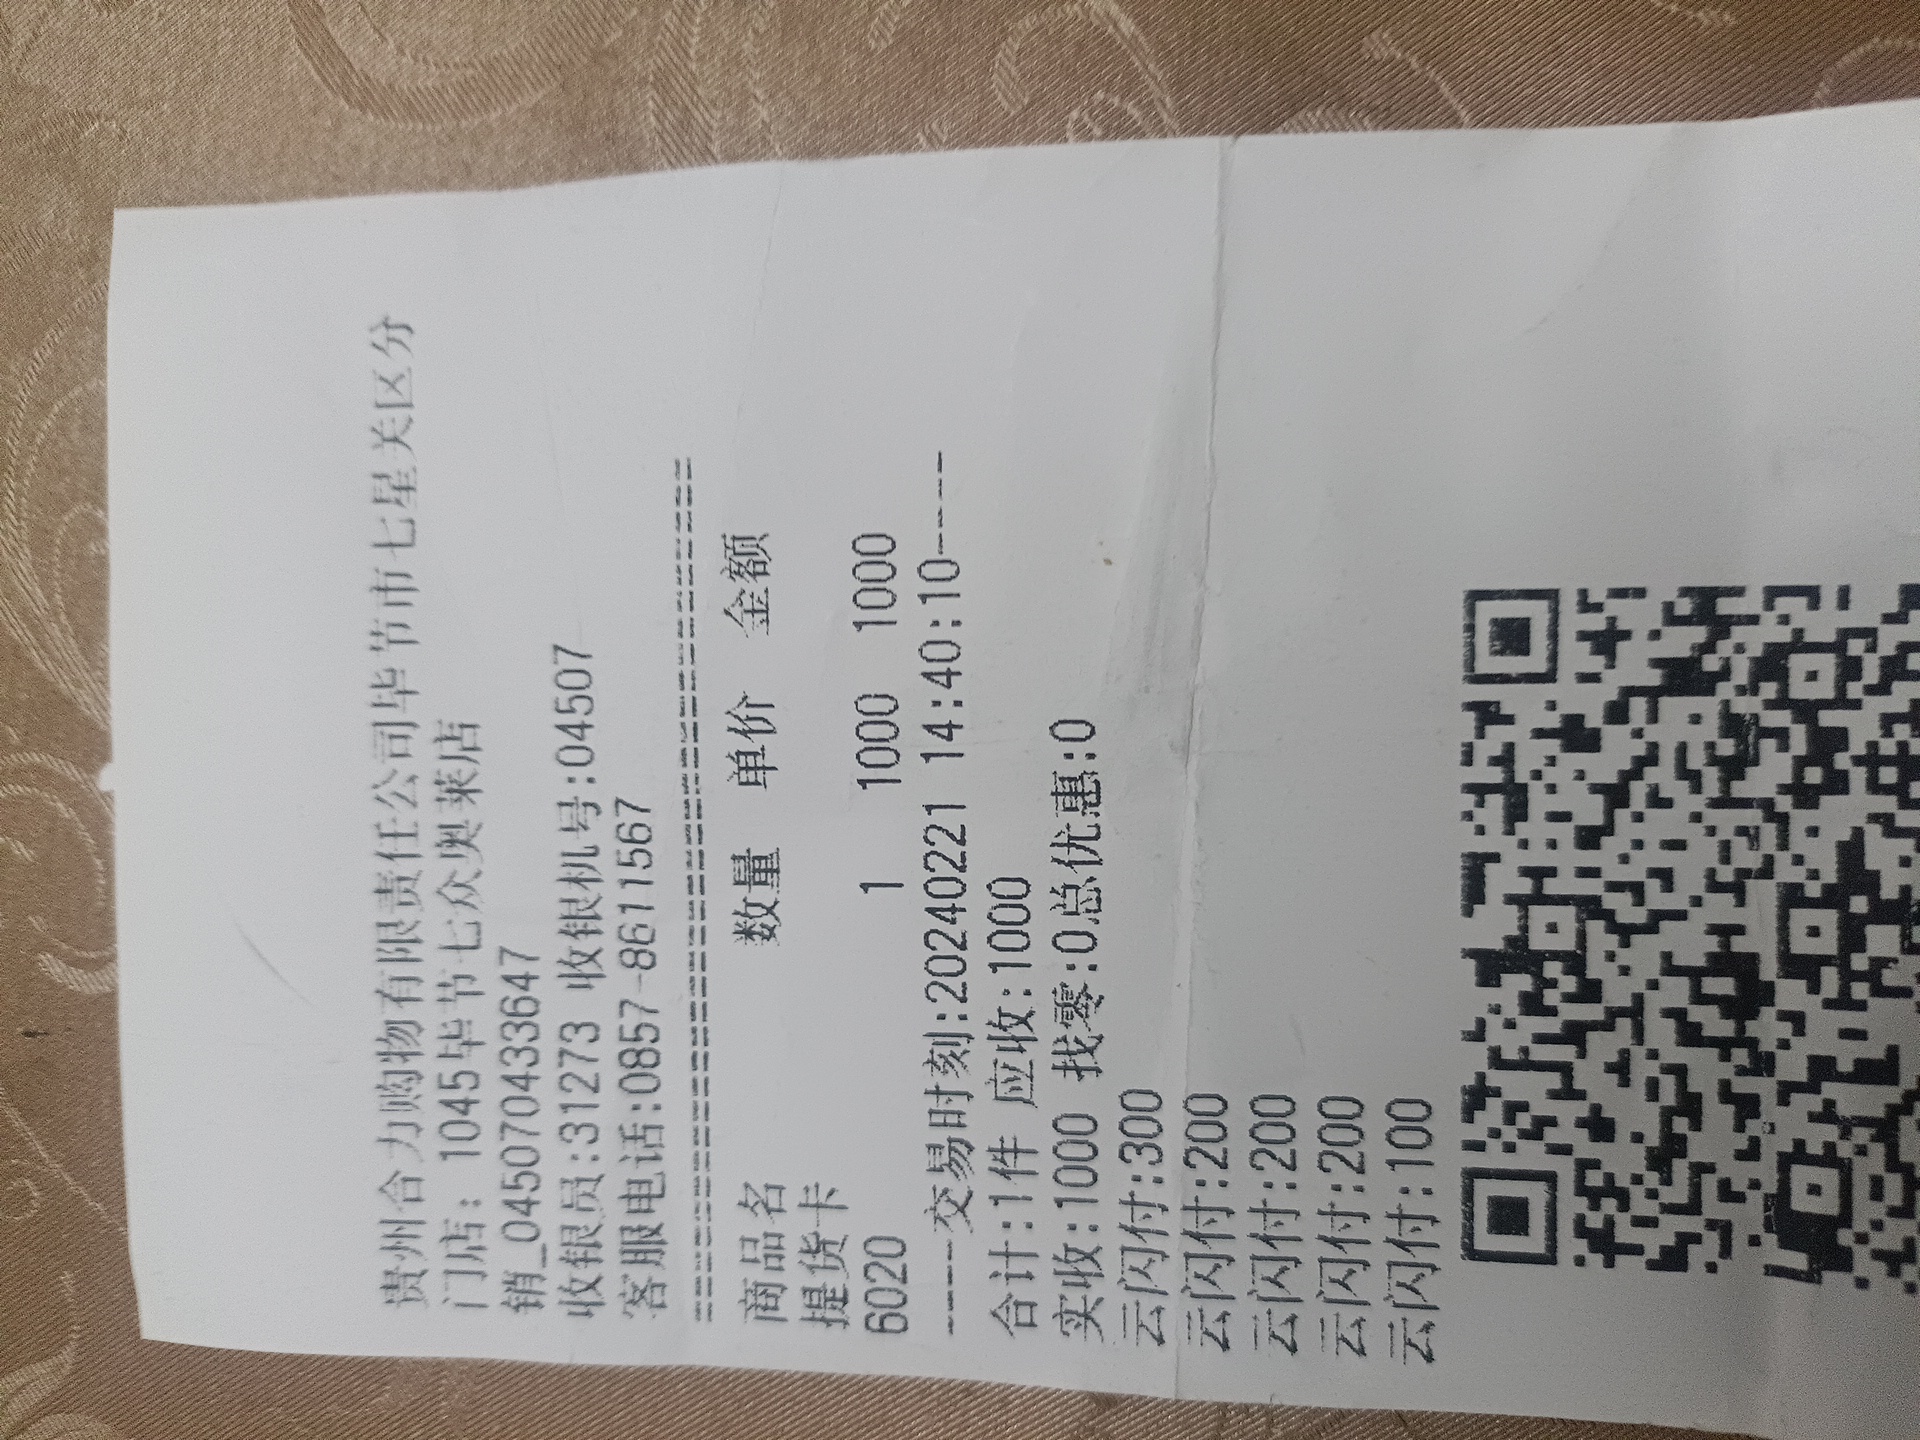 贵州合力购物有限责任公司毕节市七星关区分
门店: 1045毕节七众奥莱店
销_0450704333647
收银员:31273 收银机号:04507
客服电话:0857-8611567
================================
商品名 数量 单价 金额
提货卡
6020 1 1000 1000
-----交易时刻:20240221 14:40:10-----
合计:1件 应收:1000
实收:1000 找零:0总优惠:0
云闪付:300
云闪付:200
云闪付:200
云闪付:200
云闪付:100